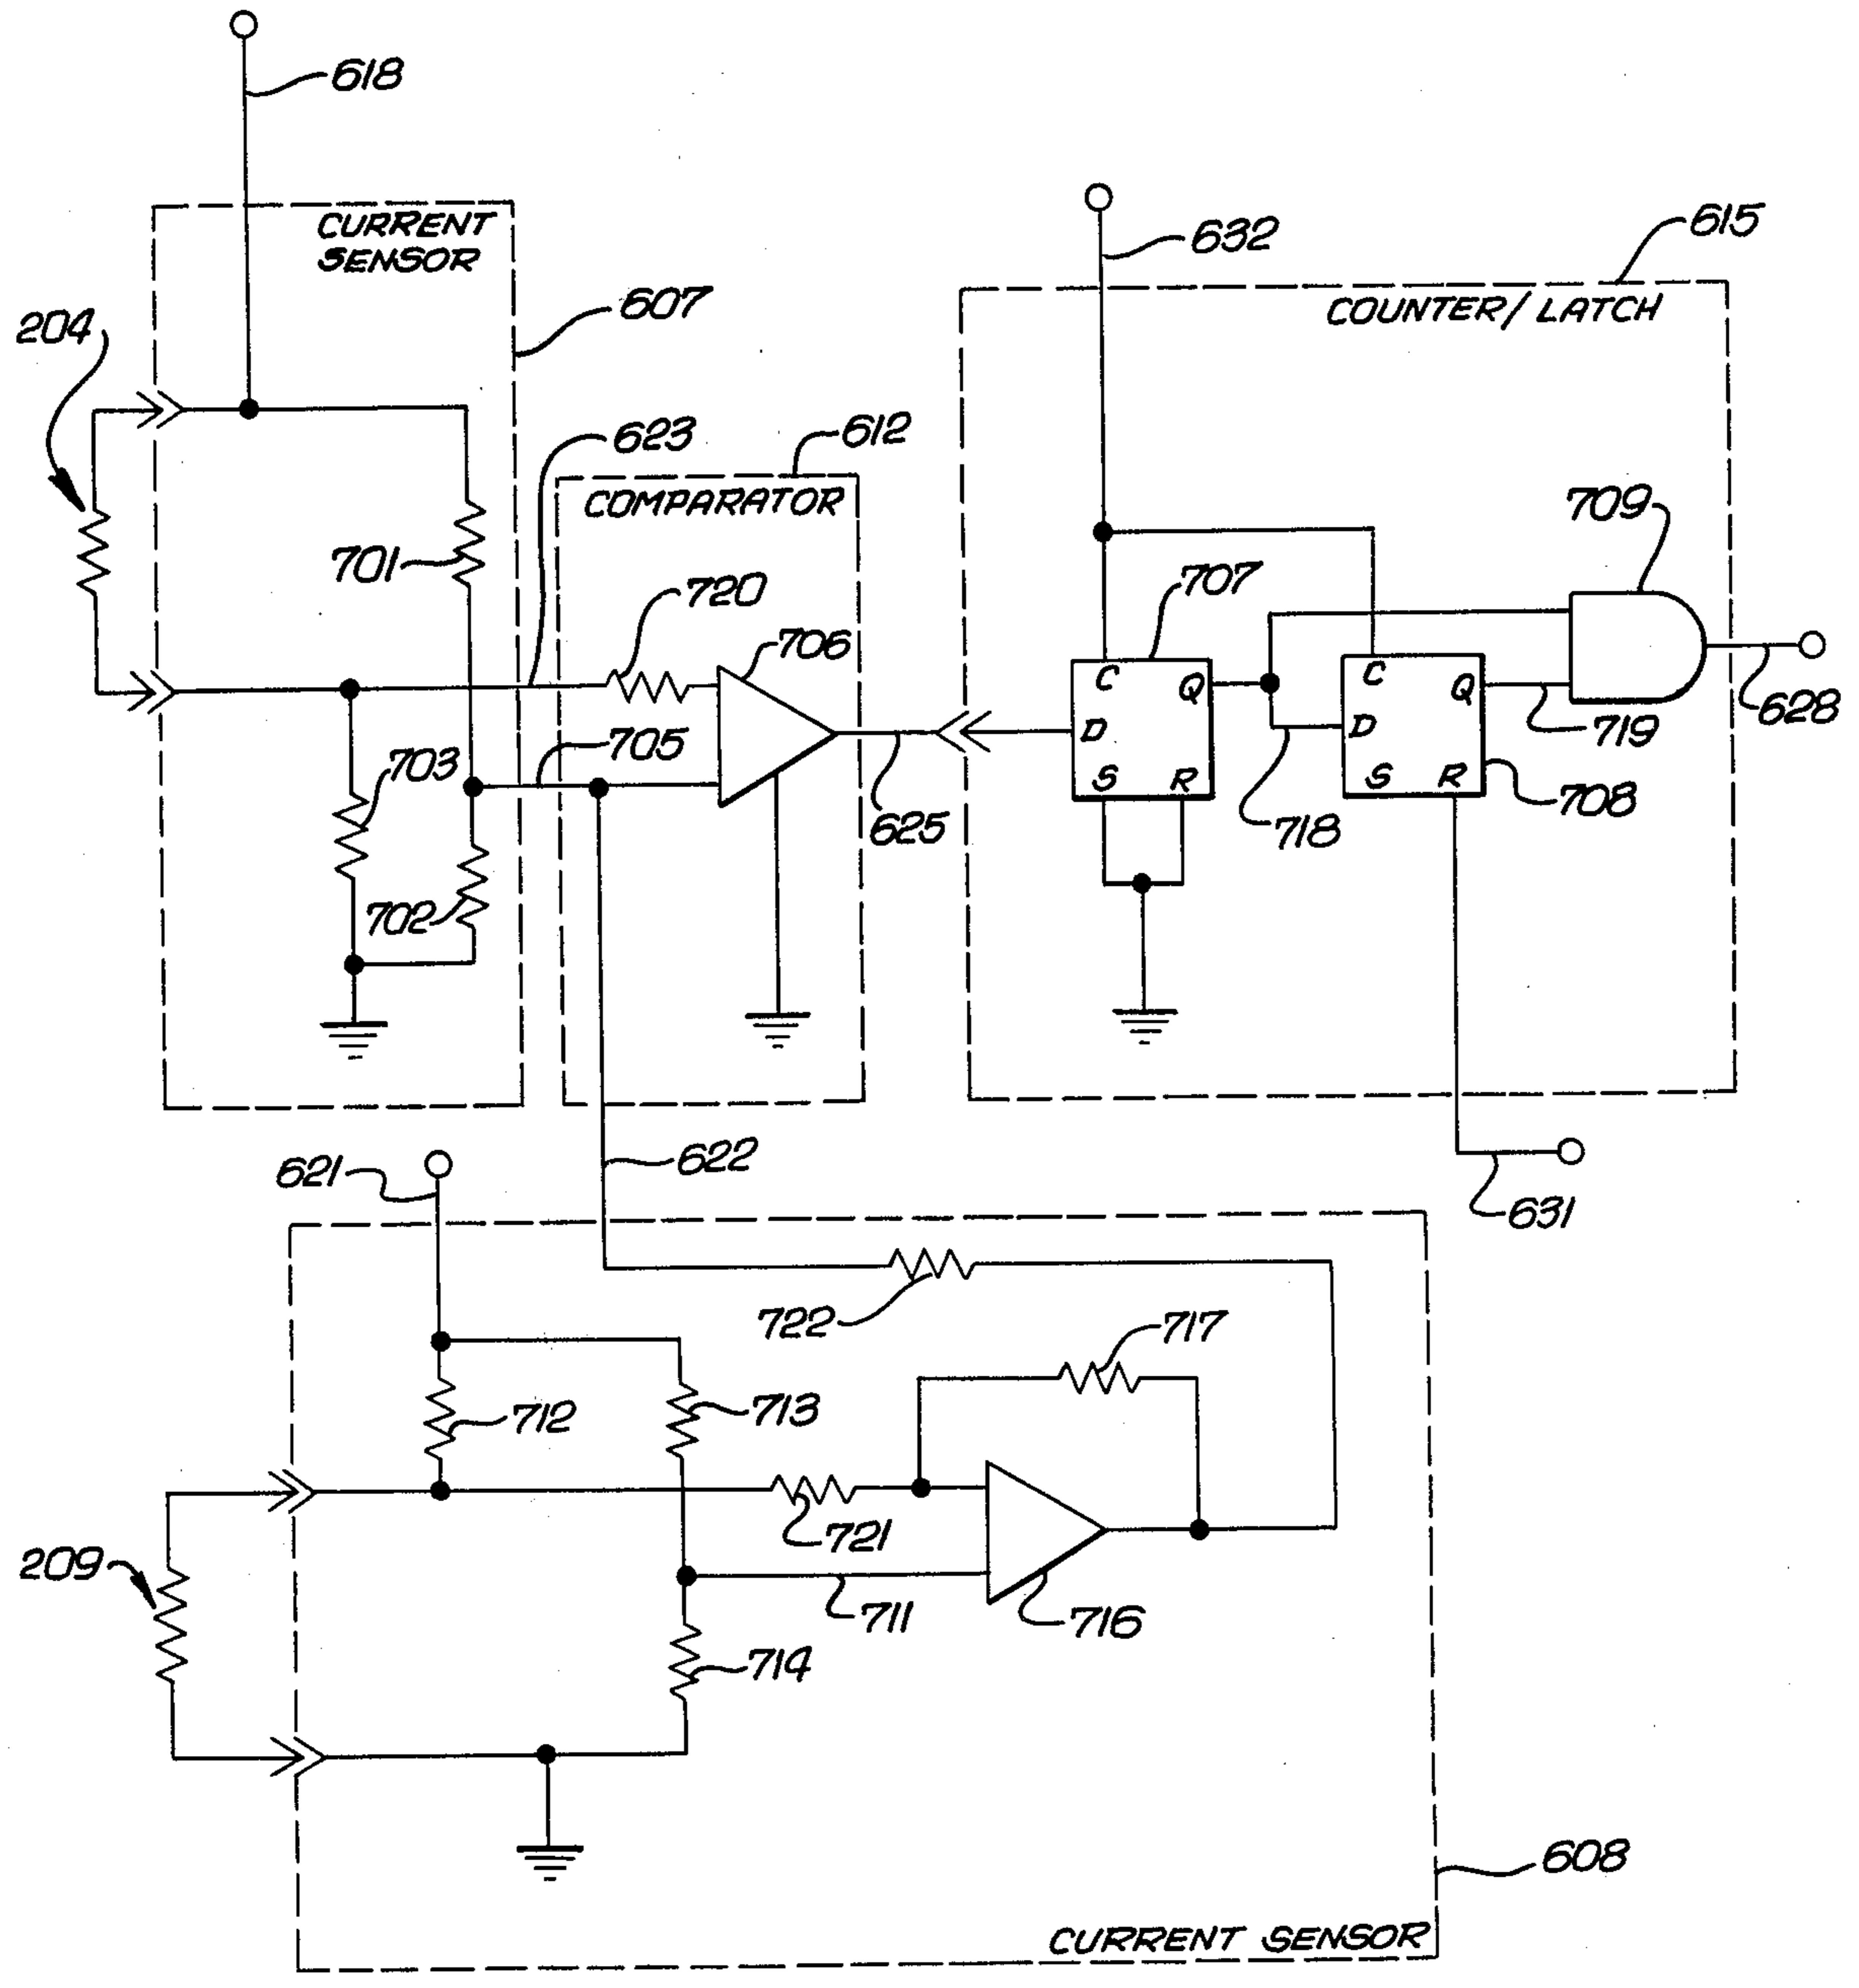 618
CURRENT
SENSOR
632
615
204
607
COUNTER/LATCH
623
612
COMPARATOR
709
701
720
707
706
C
Q
C
Q
D
D
719
628
703
705
S
R
S
R
708
625
718
702
622
621
631
722
717
712
713
721
209
711
716
714
608
CURRENT SENSOR